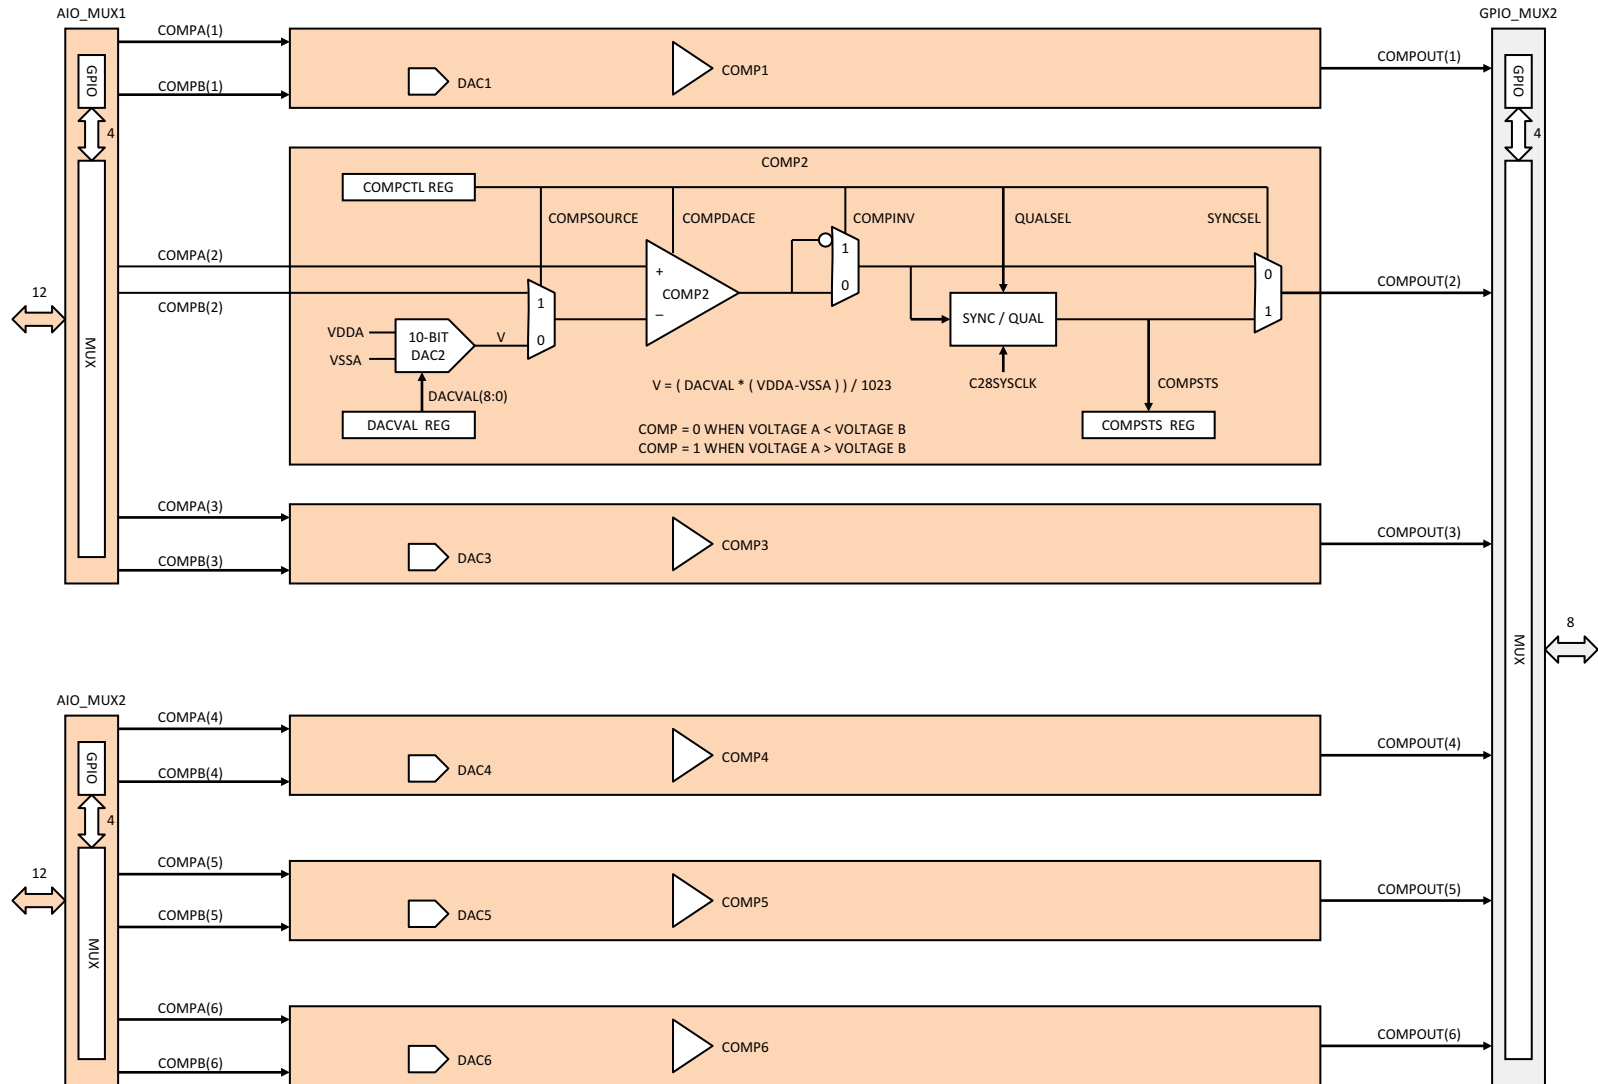 AIO_MUX1
GPIO_MUX2
COMPA(1)
COMPB(1)
GPIO
4
MUX
12
DAC1
COMP1
COMPOUT(1)
GPIO
4
MUX
8
COMP2
COMPCTL REG
COMPSOURCE
COMPDACE
COMPINV
QUALSEL
SYNCSEL
COMPA(2)
COMPB(2)
1
0
+
COMP2
–
1
0
SYNC / QUAL
0
1
COMPOUT(2)
VDDA
VSSA
10-BIT
DAC2
V
DACVAL(8:0)
DACVAL REG
V = ( DACVAL * ( VDDA-VSSA ) ) / 1023
C28SYSCLK
COMPSTS
COMPSTS REG
COMP = 0 WHEN VOLTAGE A < VOLTAGE B
COMP = 1 WHEN VOLTAGE A > VOLTAGE B
COMPA(3)
COMPB(3)
DAC3
COMP3
COMPOUT(3)
AIO_MUX2
GPIO
4
MUX
12
COMPA(4)
COMPB(4)
DAC4
COMP4
COMPOUT(4)
COMPA(5)
COMPB(5)
DAC5
COMP5
COMPOUT(5)
COMPA(6)
COMPB(6)
DAC6
COMP6
COMPOUT(6)